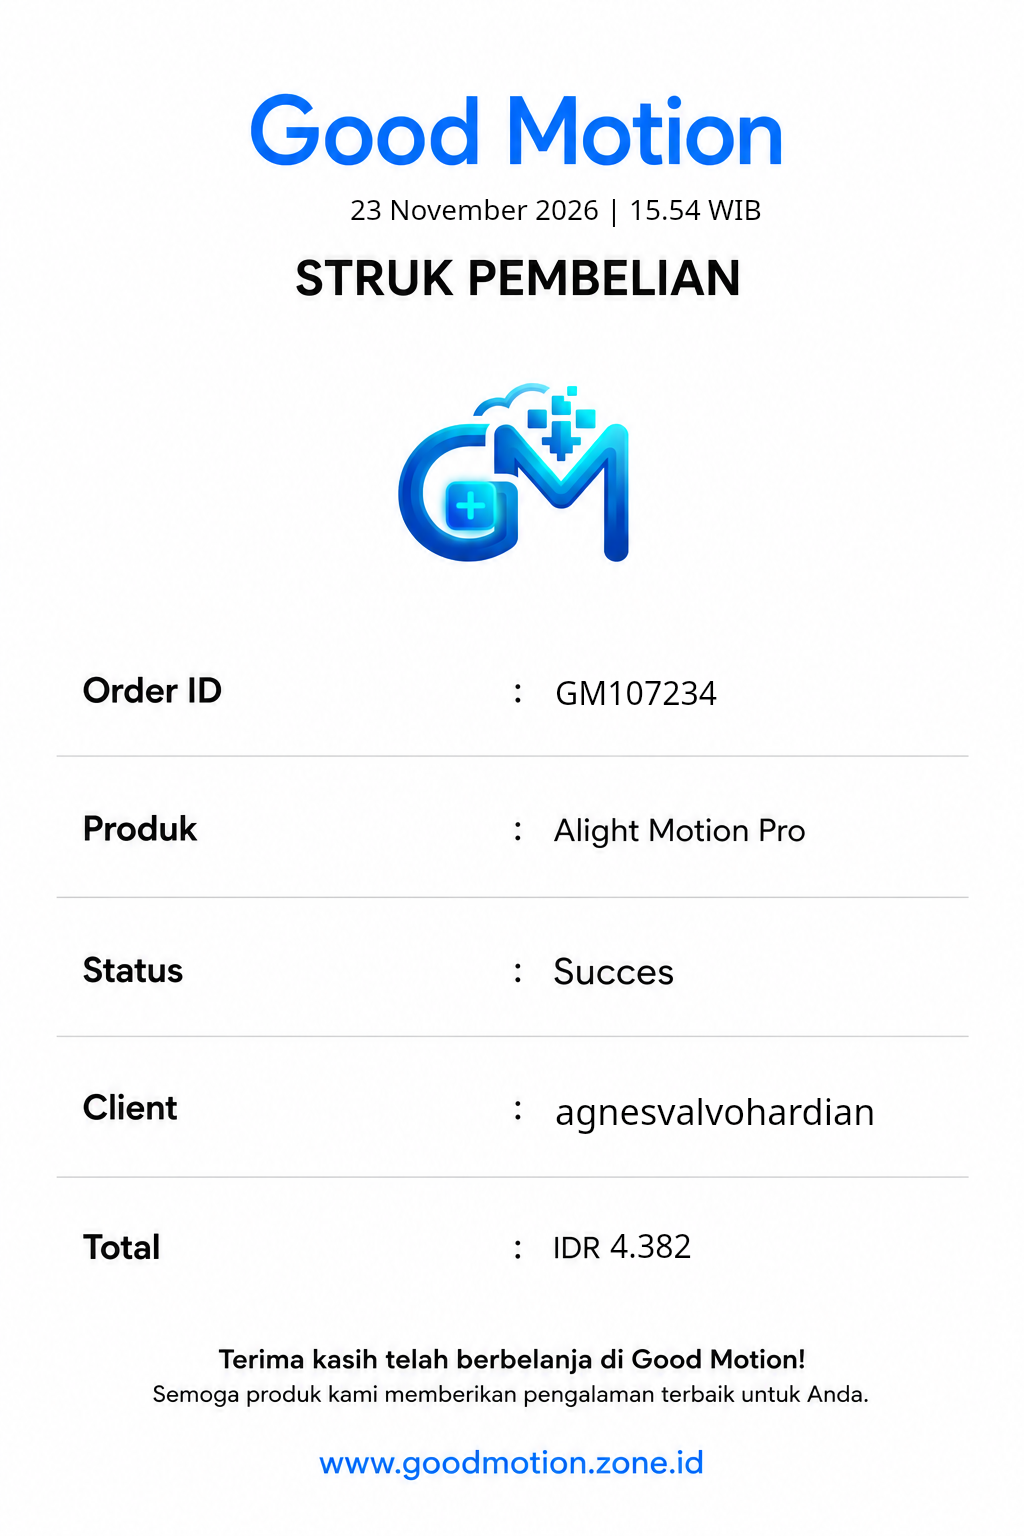 Good Motion
23 November 2026 | 15.54 WIB
STRUK PEMBELIAN
GM
Order ID : GM107234
Produk : Alight Motion Pro
Status : Succes
Client : agnesvalvohardian
Total : IDR 4.382
Terima kasih telah berbelanja di Good Motion!
Semoga produk kami memberikan pengalaman terbaik untuk Anda.
www.goodmotion.zone.id